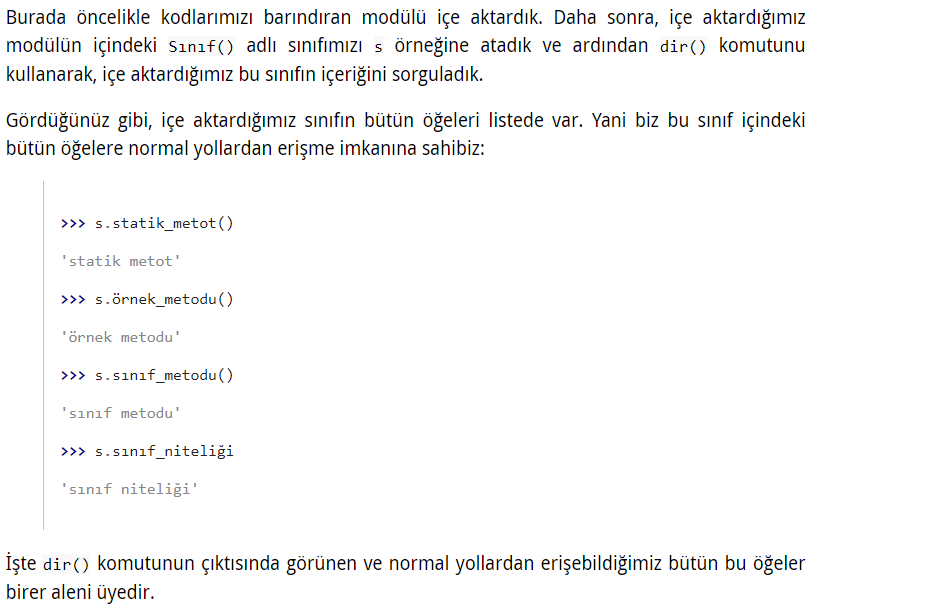 Burada öncelikle kodlarımızı barındıran modülü içe aktardık. Daha sonra, içe aktardığımız
modülün içindeki Sınıf() adlı sınıfımızı s örneğine atadık ve ardından dir() komutunu
kullanarak, içe aktardığımız bu sınıfın içeriğini sorguladık.
Gördüğünüz gibi, içe aktardığımız sınıfın bütün öğeleri listede var. Yani biz bu sınıf içindeki
bütün öğelere normal yollardan erişme imkanına sahibiz:
>>> s.statik_metot()
'statik metot'
>>> s.örnek_metodu()
'örnek metodu'
>>> s.sınıf_metodu()
'sınıf metodu'
>>> s.sınıf_niteliği
'sınıf niteliği'
İşte dir() komutunun çıktısında görünen ve normal yollardan erişebildiğimiz bütün bu öğeler
birer aleni üyedir.